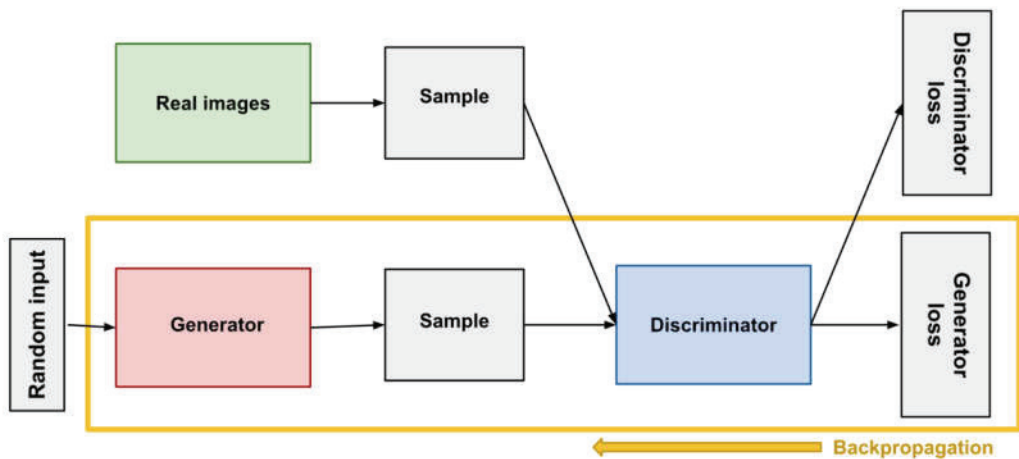 Real images
Sample
Discriminator
loss
Random input
Generator
Sample
Discriminator
Generator
loss
Backpropagation